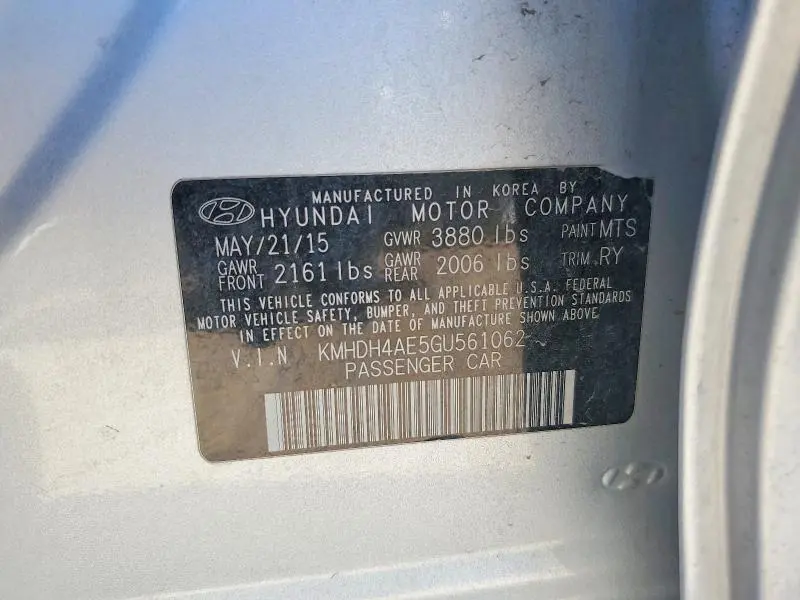 MANUFACTURED IN KOREA BY
HYUNDAI MOTOR COMPANY
MAY/21/15 GVWR 3880 lbs PAINT MTS
GAWR FRONT 2161 lbs GAWR REAR 2006 lbs TRIM RY
THIS VEHICLE CONFORMS TO ALL APPLICABLE U.S.A. FEDERAL
MOTOR VEHICLE SAFETY, BUMPER, AND THEFT PREVENTION STANDARDS
IN EFFECT ON THE DATE OF MANUFACTURE SHOWN ABOVE.
V.I.N KMHDH4AE5GU561062
PASSENGER CAR